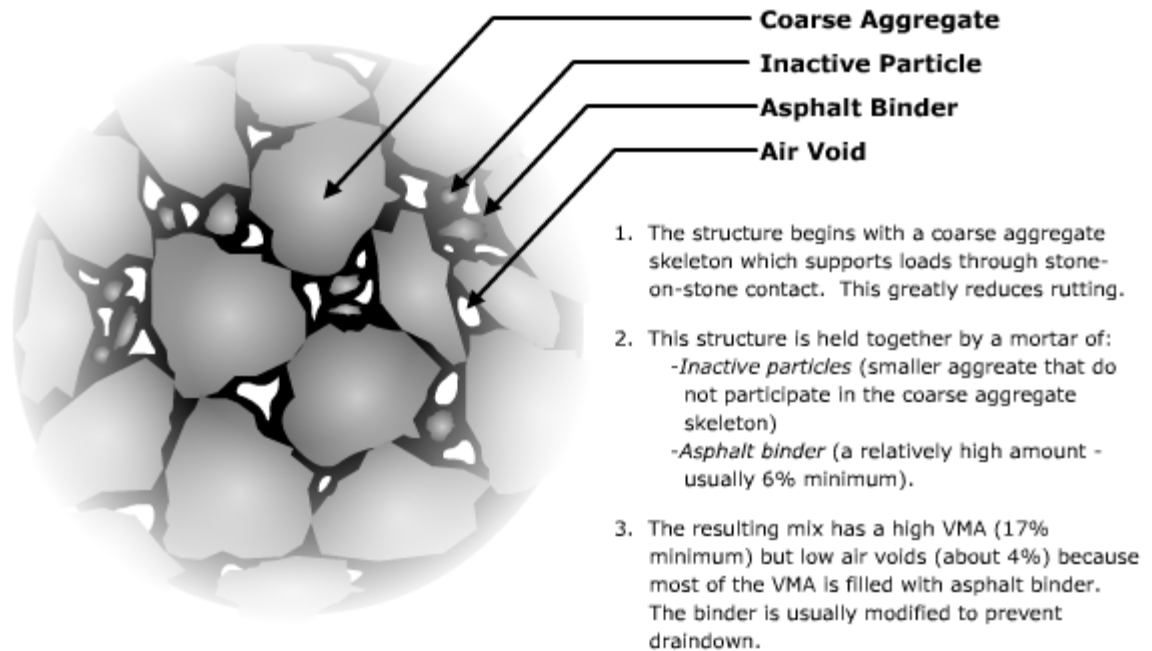 Coarse Aggregate
Inactive Particle
Asphalt Binder
Air Void
1. The structure begins with a coarse aggregate
skeleton which supports loads through stone-
on-stone contact. This greatly reduces rutting.
2. This structure is held together by a mortar of:
-Inactive particles (smaller aggreate that do
not participate in the coarse aggregate
skeleton)
-Asphalt binder (a relatively high amount -
usually 6% minimum).
3. The resulting mix has a high VMA (17%
minimum) but low air voids (about 4%) because
most of the VMA is filled with asphalt binder.
The binder is usually modified to prevent
draindown.